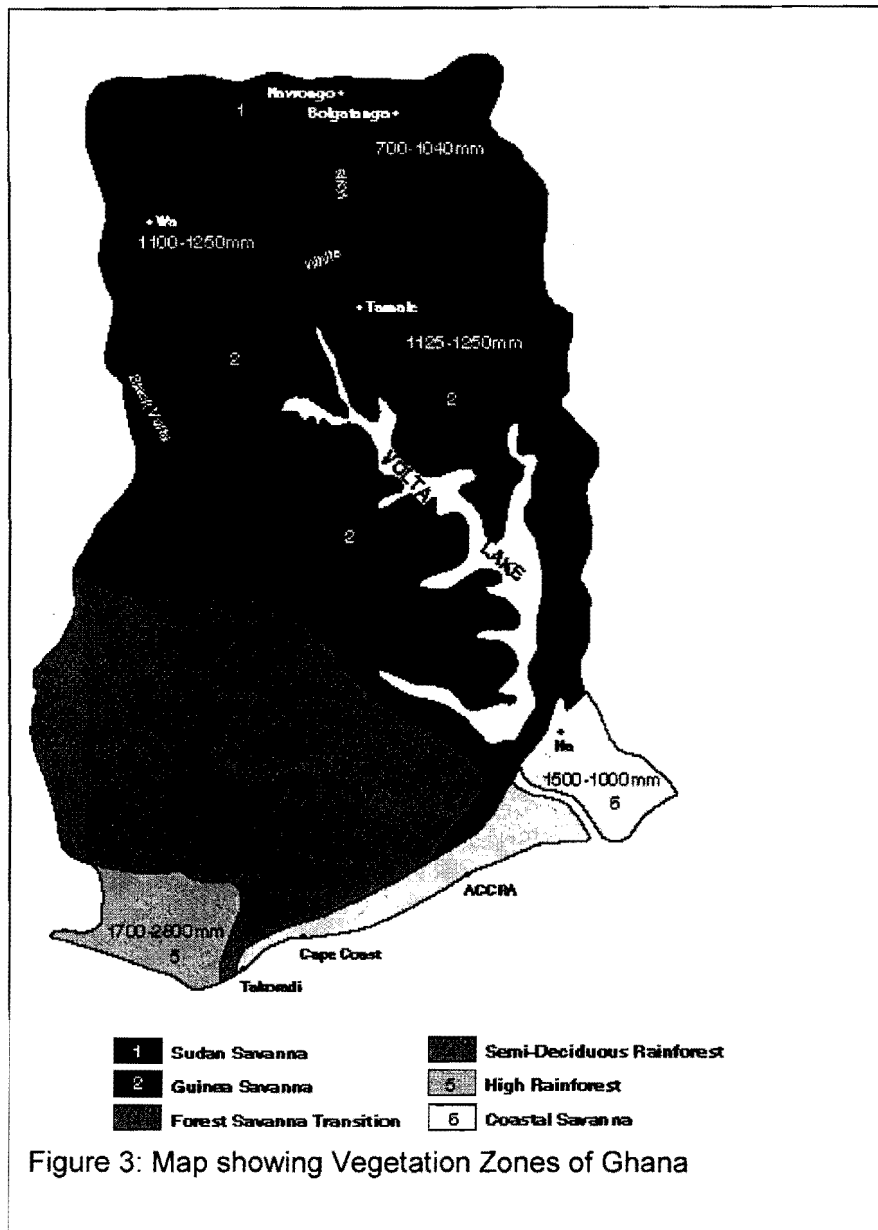 Navrongo
1
Bolgatanga
700-1040mm
Volta
Wa
1100-1250mm
White
Tamale
1125-1250mm
2
2
Black Volta
VOLTA
2
LAKE
Ho
1500-1000mm
6
ACCRA
1700-2800mm
5
Cape Coast
Takoradi
1 Sudan Savanna
2 Guinea Savanna
Forest Savanna Transition
Semi-Deciduous Rainforest
5 High Rainforest
6 Coastal Savanna
Figure 3: Map showing Vegetation Zones of Ghana